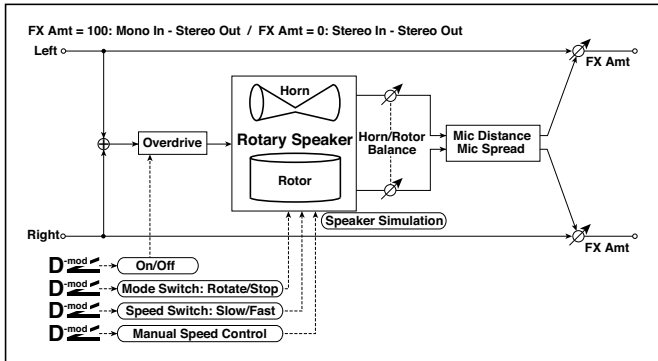 FX Amt = 100: Mono In - Stereo Out / FX Amt = 0: Stereo In - Stereo Out
Left
FX Amt
Horn
Overdrive
Rotary Speaker
Horn/Rotor
Balance
Mic Distance
Mic Spread
Rotor
Speaker Simulation
Right
FX Amt
D-mod
On/Off
D-mod
Mode Switch: Rotate/Stop
D-mod
Speed Switch: Slow/Fast
D-mod
Manual Speed Control